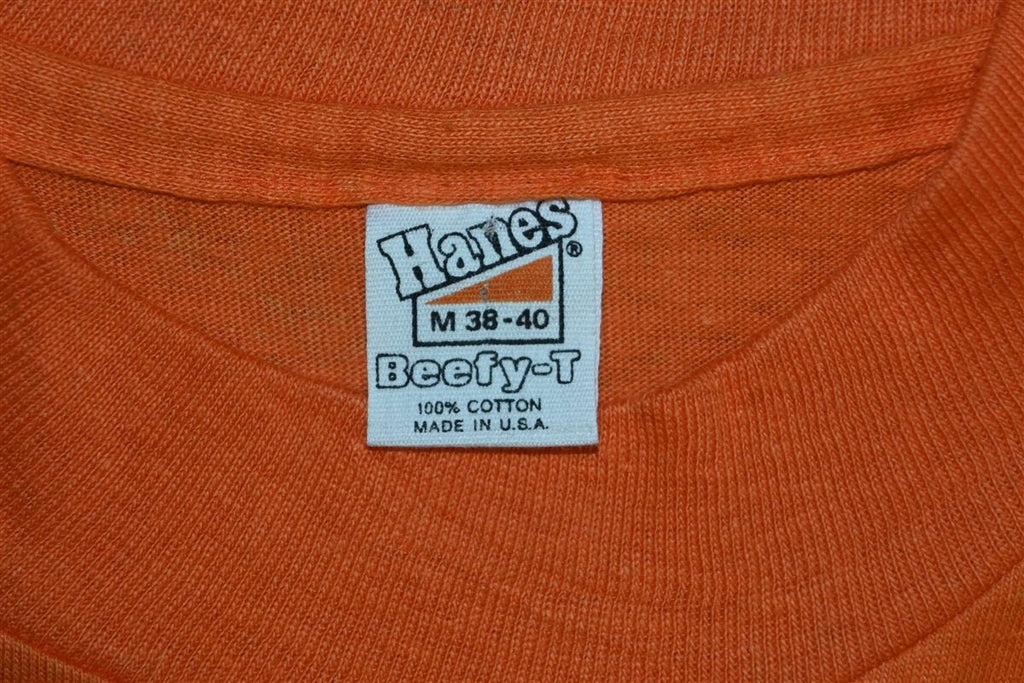 Hanes®
M 38-40
Beefy-T
100% COTTON
MADE IN U.S.A.